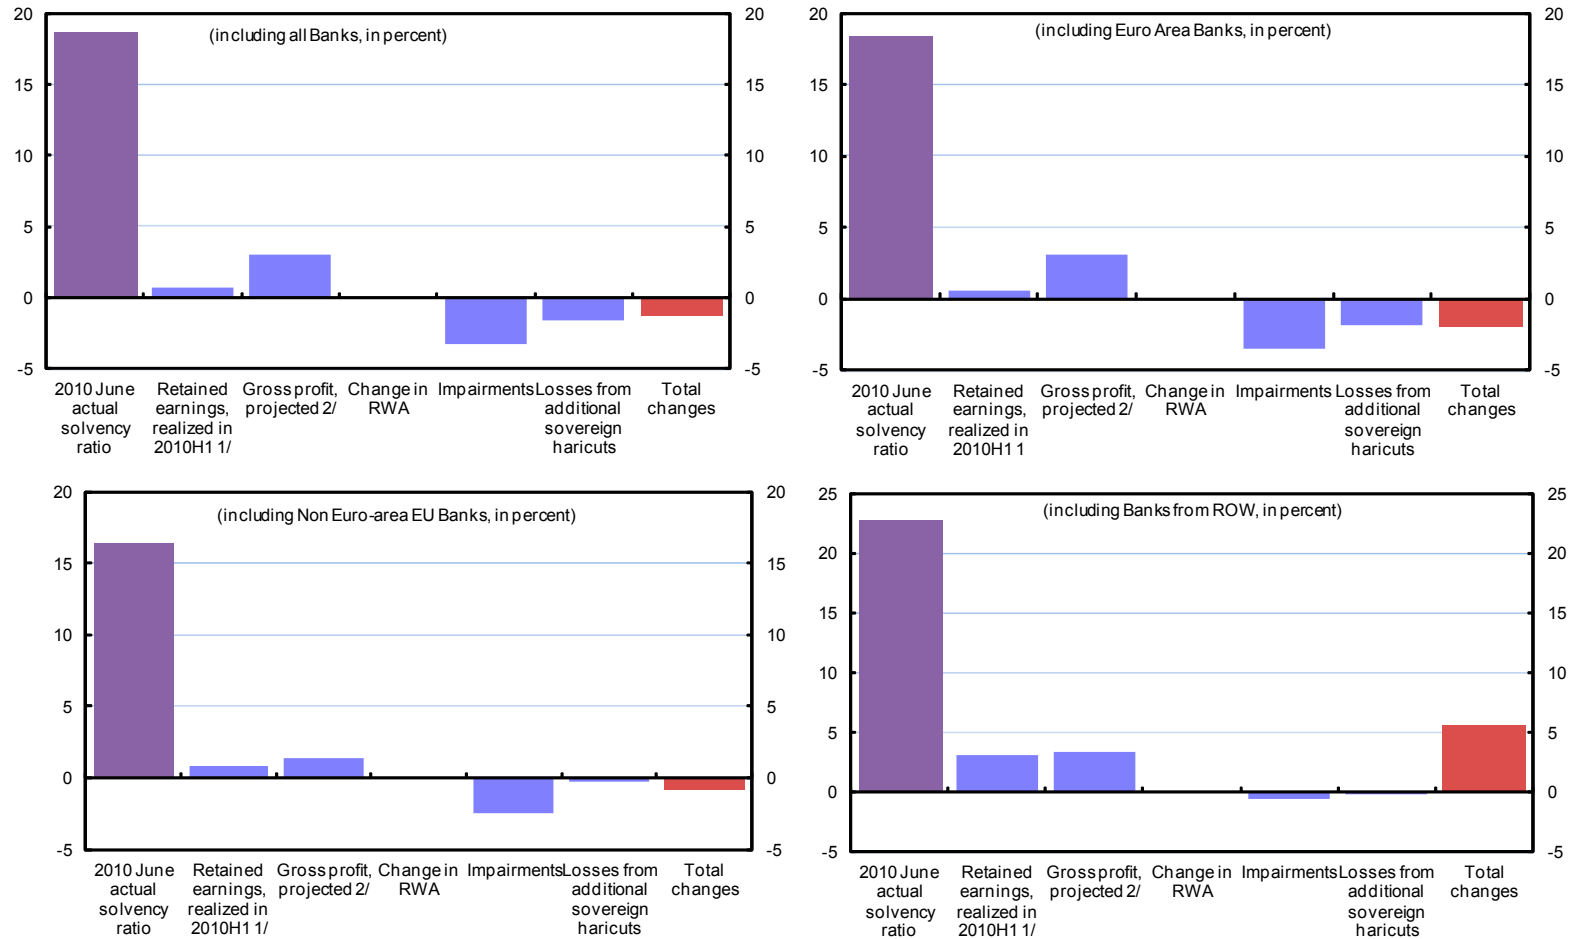 (including all Banks, in percent)
20 20
15 15
10 10
5 5
0 0
-5 -5
2010 June Retained Gross profit, Change in Impairments Losses from Total
actual earnings, projected 2/ RWA additional changes
solvency realized in sovereign
ratio 2010H1 1/ haricuts
(including Euro Area Banks, in percent)
20 20
15 15
10 10
5 5
0 0
-5 -5
2010 June Retained Gross profit, Change in Impairments Losses from Total
actual earnings, projected 2/ RWA additional changes
solvency realized in sovereign
ratio 2010H1 1 haricuts
(including Non Euro-area EU Banks, in percent)
20 20
15 15
10 10
5 5
0 0
-5 -5
2010 June Retained Gross profit, Change in Impairments Losses from Total
actual earnings, projected 2/ RWA additional changes
solvency realized in sovereign
ratio 2010H1 1/ haricuts
(including Banks from ROW, in percent)
25 25
20 20
15 15
10 10
5 5
0 0
-5 -5
2010 June Retained Gross profit, Change in Impairments Losses from Total
actual earnings, projected 2/ RWA additional changes
solvency realized in sovereign
ratio 2010H1 1/ haricuts